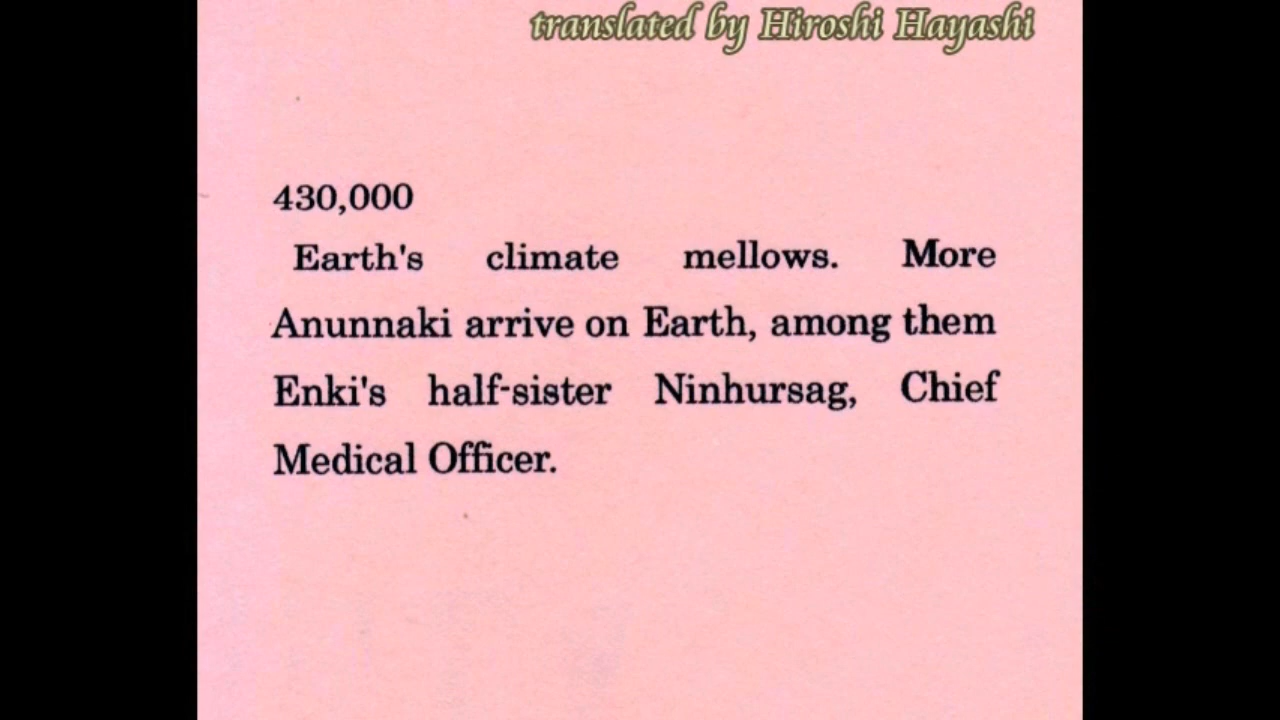 translated by Hiroshi Hayashi
430,000
Earth's climate mellows. More
Anunnaki arrive on Earth, among them
Enki's half-sister Ninhursag, Chief
Medical Officer.